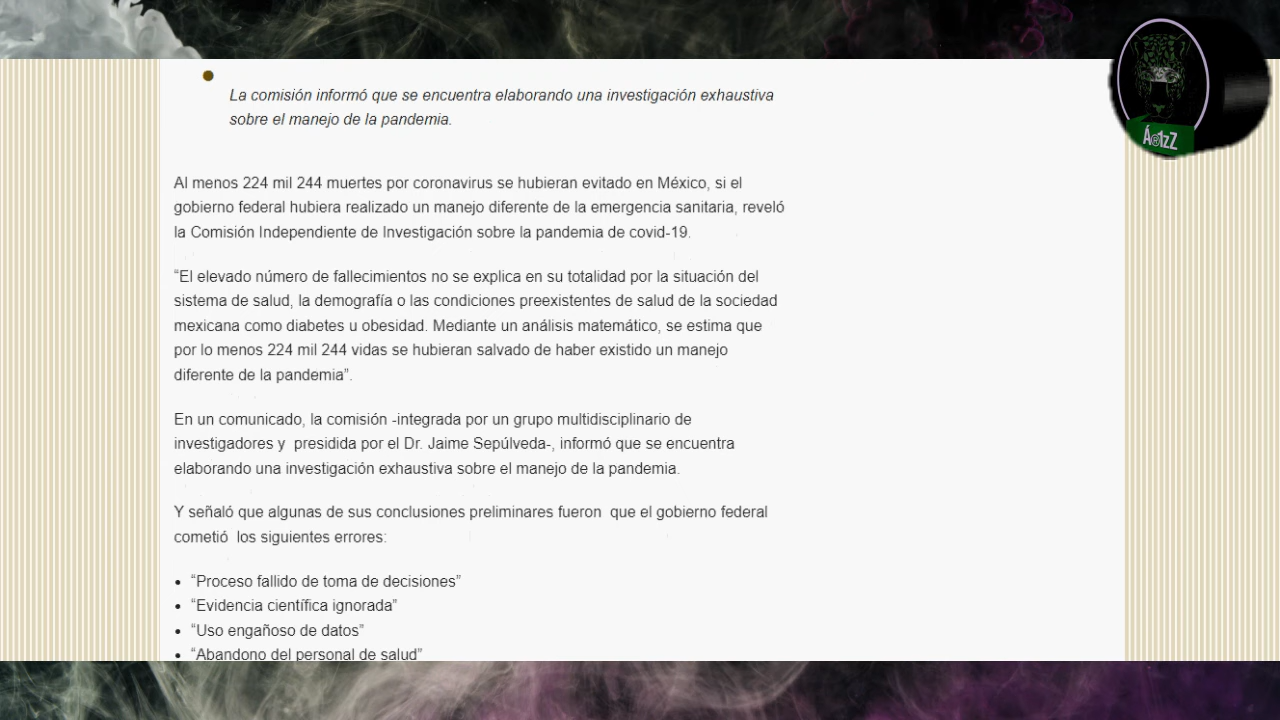 La comisión informó que se encuentra elaborando una investigación exhaustiva
sobre el manejo de la pandemia.
Al menos 224 mil 244 muertes por coronavirus se hubieran evitado en México, si el
gobierno federal hubiera realizado un manejo diferente de la emergencia sanitaria, reveló
la Comisión Independiente de Investigación sobre la pandemia de covid-19.
“El elevado número de fallecimientos no se explica en su totalidad por la situación del
sistema de salud, la demografía o las condiciones preexistentes de salud de la sociedad
mexicana como diabetes u obesidad. Mediante un análisis matemático, se estima que
por lo menos 224 mil 244 vidas se hubieran salvado de haber existido un manejo
diferente de la pandemia”.
En un comunicado, la comisión -integrada por un grupo multidisciplinario de
investigadores y  presidida por el Dr. Jaime Sepúlveda-, informó que se encuentra
elaborando una investigación exhaustiva sobre el manejo de la pandemia.
Y señaló que algunas de sus conclusiones preliminares fueron  que el gobierno federal
cometió  los siguientes errores:
• “Proceso fallido de toma de decisiones”
• “Evidencia científica ignorada”
• “Uso engañoso de datos”
• “Abandono del personal de salud”